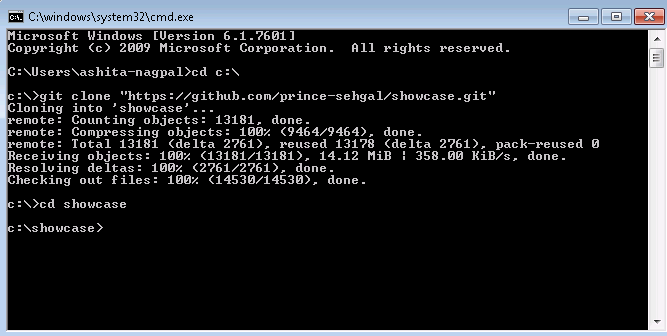 C:\windows\system32\cmd.exe
Microsoft Windows [Version 6.1.7601]
Copyright (c) 2009 Microsoft Corporation.  All rights reserved.
C:\Users\ashita-nagpal>cd c:\
c:\>git clone "https://github.com/prince-sehgal/showcase.git"
Cloning into 'showcase'...
remote: Counting objects: 13181, done.
remote: Compressing objects: 100% (9464/9464), done.
remote: Total 13181 (delta 2761), reused 13178 (delta 2761), pack-reused 0
Receiving objects: 100% (13181/13181), 14.12 MiB ¦ 358.00 KiB/s, done.
Resolving deltas: 100% (2761/2761), done.
Checking out files: 100% (14530/14530), done.
c:\>cd showcase
c:\showcase>